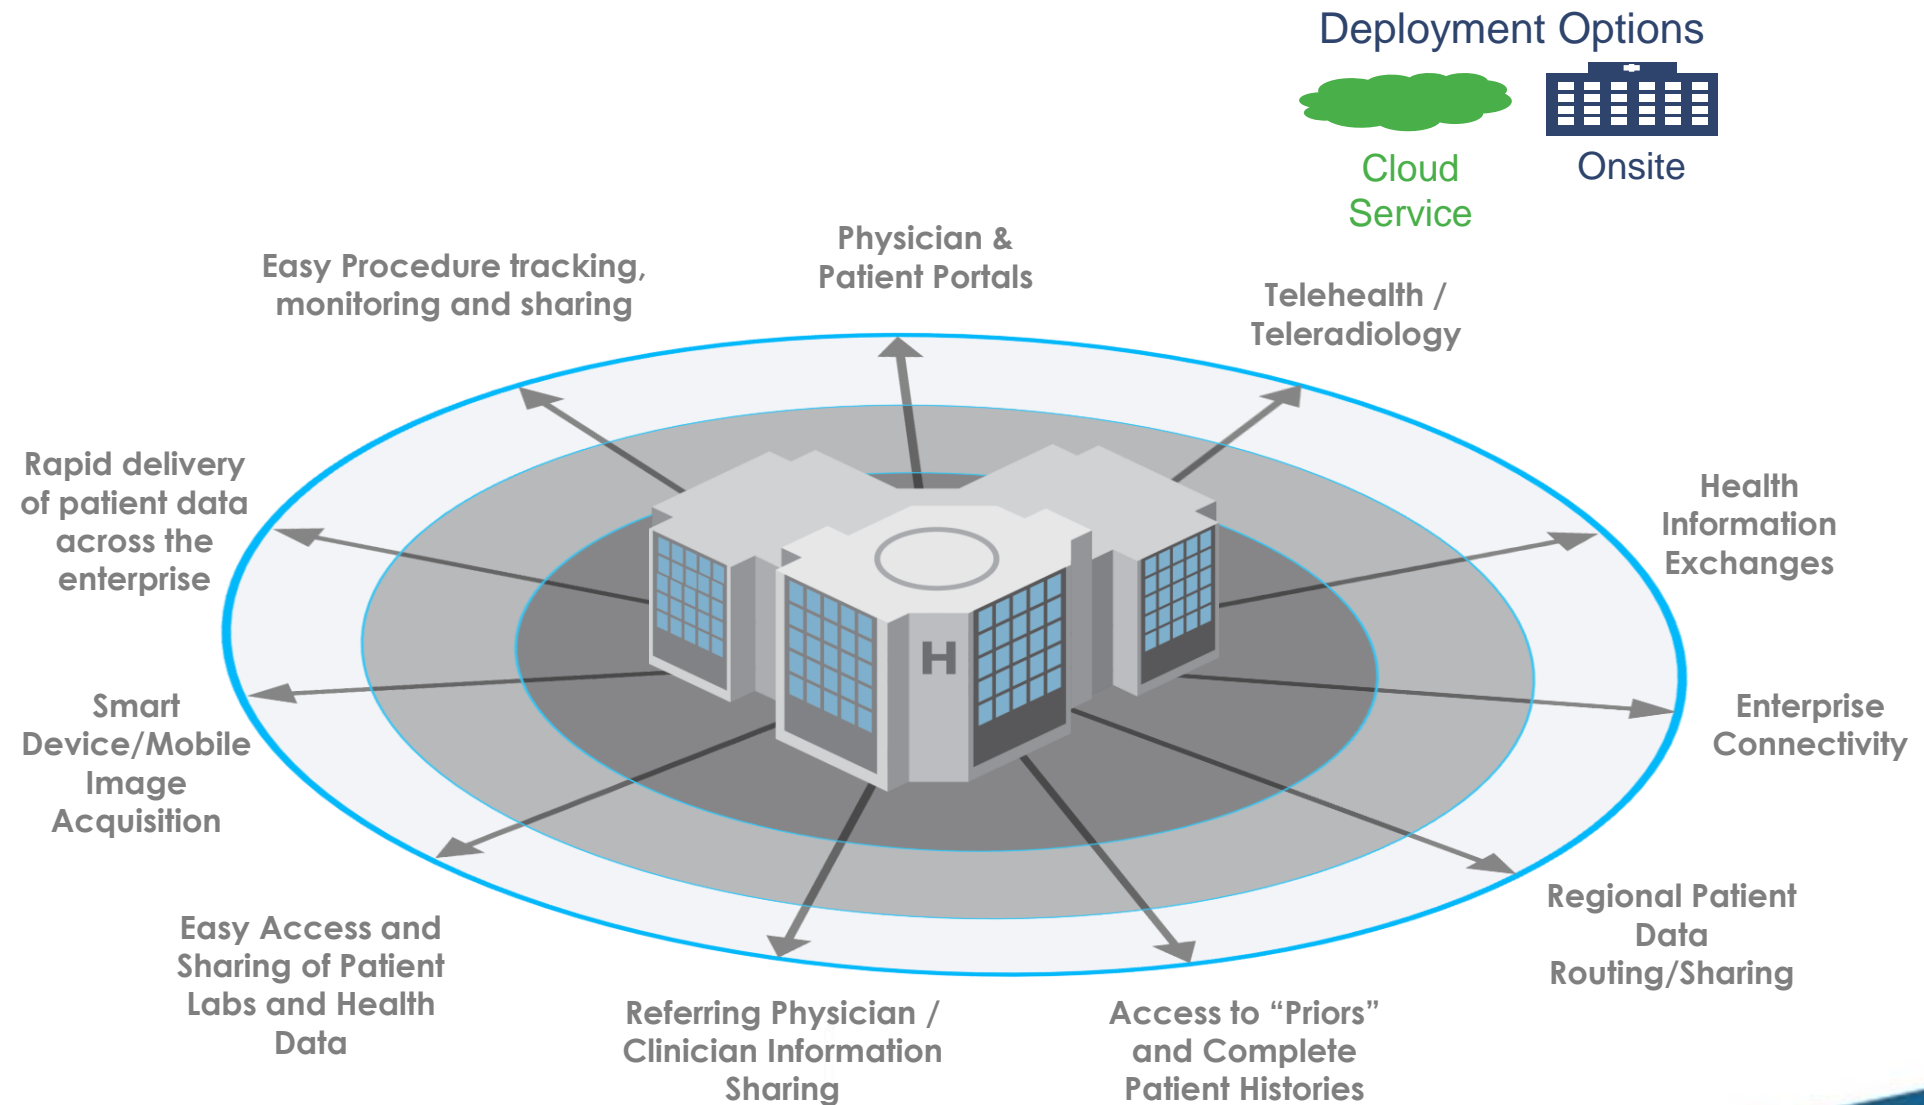 Deployment Options
Cloud
Service
Onsite
Physician &
Patient Portals
Easy Procedure tracking,
monitoring and sharing
Telehealth /
Teleradiology
Rapid delivery
of patient data
across the
enterprise
Health
Information
Exchanges
H
Smart
Device/Mobile
Image
Acquisition
Enterprise
Connectivity
Easy Access and
Sharing of Patient
Labs and Health
Data
Regional Patient
Data
Routing/Sharing
Referring Physician /
Clinician Information
Sharing
Access to “Priors”
and Complete
Patient Histories